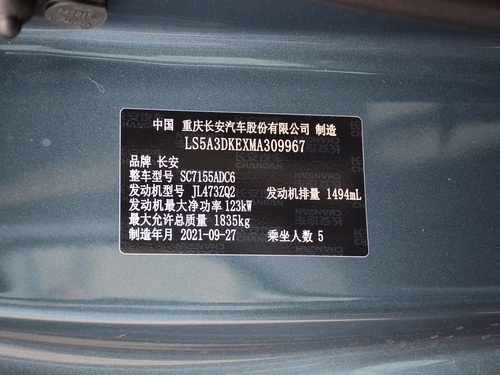 中国 重庆长安汽车股份有限公司 制造
LS5A3DKEXMA309967
品牌 长安
整车型号 SC7155ADC6
发动机型号 JL473ZQ2 发动机排量 1494mL
发动机最大净功率 123kW
最大允许总质量 1835kg
制造年月 2021-09-27 乘坐人数 5